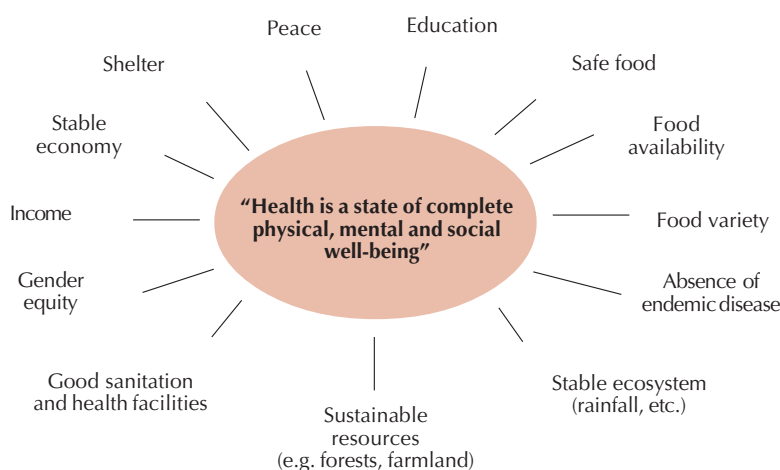 Peace
Education
Shelter
Safe food
Stable
economy
Food
availability
Income
“Health is a state of complete
physical, mental and social
well-being”
Food variety
Gender
equity
Absence of
endemic disease
Good sanitation
and health facilities
Sustainable
resources
(e.g. forests, farmland)
Stable ecosystem
(rainfall, etc.)